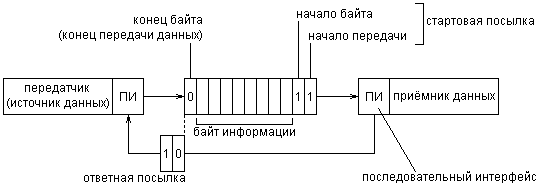 конец байта
(конец передачи данных)
начало байта
начало передачи
стартовая посылка
передатчик
(источник данных)
ПИ
0
1 1
ПИ
приёмник данных
байт информации
1 0
ответная посылка
последовательный интерфейс